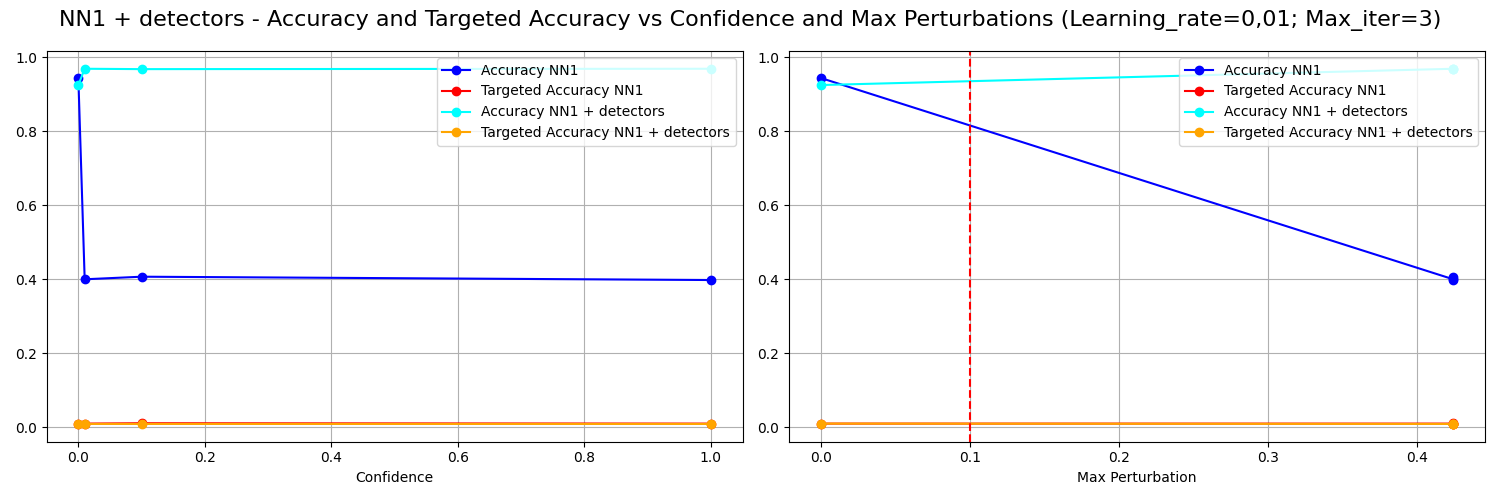 NN1 + detectors - Accuracy and Targeted Accuracy vs Confidence and Max Perturbations (Learning_rate=0,01; Max_iter=3)
1.0
0.8
0.6
0.4
0.2
0.0
Accuracy NN1
Targeted Accuracy NN1
Accuracy NN1 + detectors
Targeted Accuracy NN1 + detectors
0.0 0.2 0.4 0.6 0.8 1.0
Confidence
1.0
0.8
0.6
0.4
0.2
0.0
Accuracy NN1
Targeted Accuracy NN1
Accuracy NN1 + detectors
Targeted Accuracy NN1 + detectors
0.0 0.1 0.2 0.3 0.4
Max Perturbation